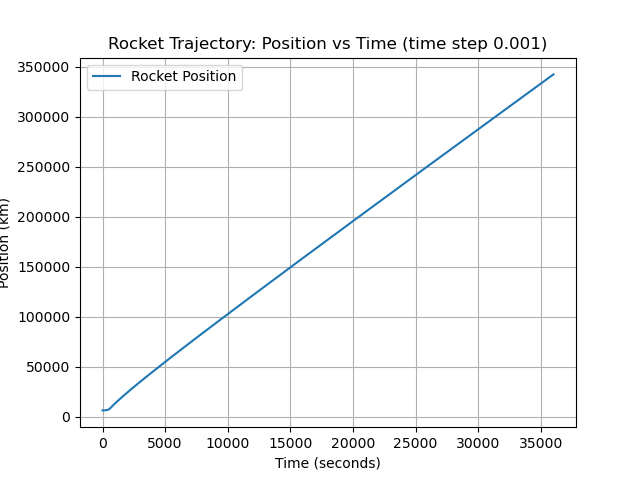 Rocket Trajectory: Position vs Time (time step 0.001)
Rocket Position
350000
300000
250000
200000
150000
100000
50000
0
Position (km)
0 5000 10000 15000 20000 25000 30000 35000
Time (seconds)